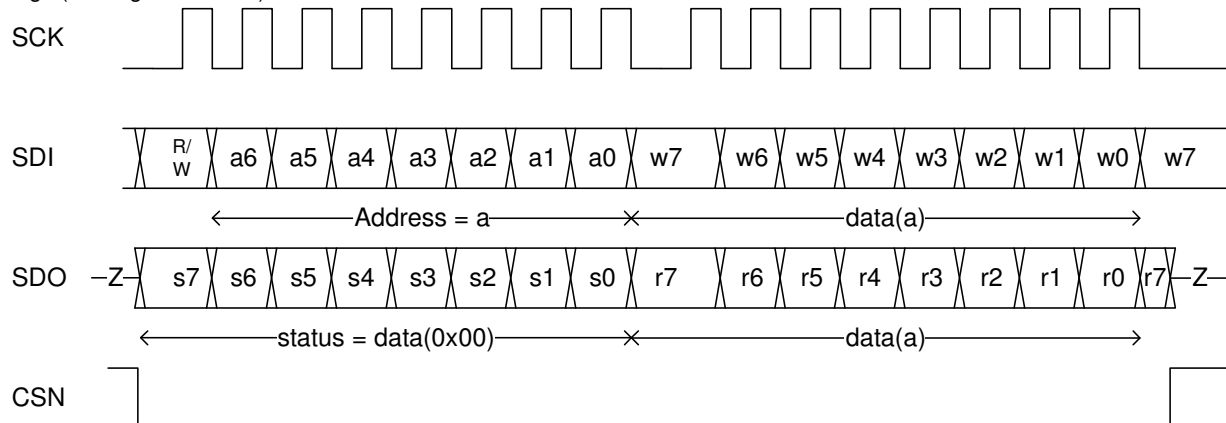 SCK
SDI R/ W a6 a5 a4 a3 a2 a1 a0 w7 w6 w5 w4 w3 w2 w1 w0 w7
Address = a data(a)
SDO Z s7 s6 s5 s4 s3 s2 s1 s0 r7 r6 r5 r4 r3 r2 r1 r0 r7 Z
status = data(0x00) data(a)
CSN